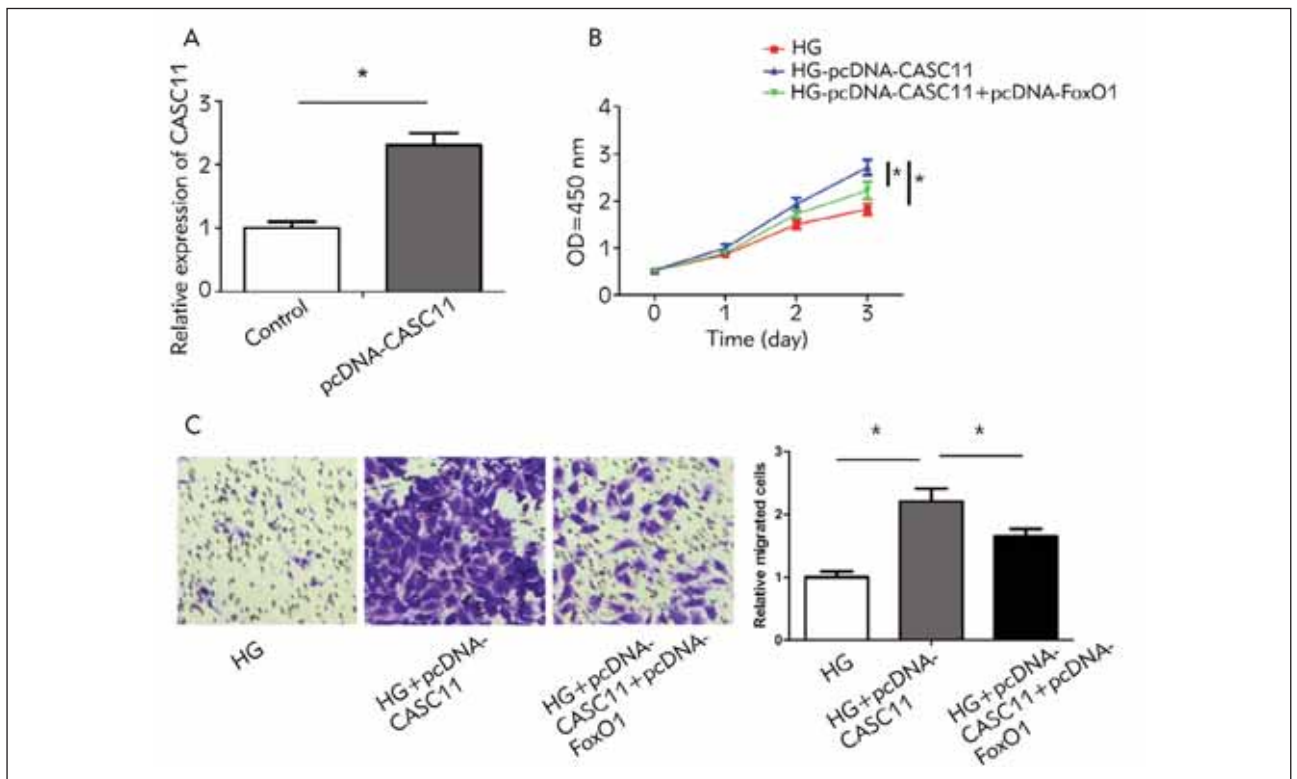 A
*
Relative expression of CASC11
3
2
1
0
Control
pcDNA-CASC11
B
HG
HG-pcDNA-CASC11
HG-pcDNA-CASC11+pcDNA-FoxO1
OD=450 nm
4
3
2
1
0
* *
0 1 2 3
Time (day)
C
HG
HG+pcDNA-
CASC11
HG+pcDNA-
CASC11+pcDNA-
FoxO1
* *
Relative migrated cells
3
2
1
0
HG
HG+pcDNA-
CASC11
HG+pcDNA-
CASC11+pcDNA-
FoxO1